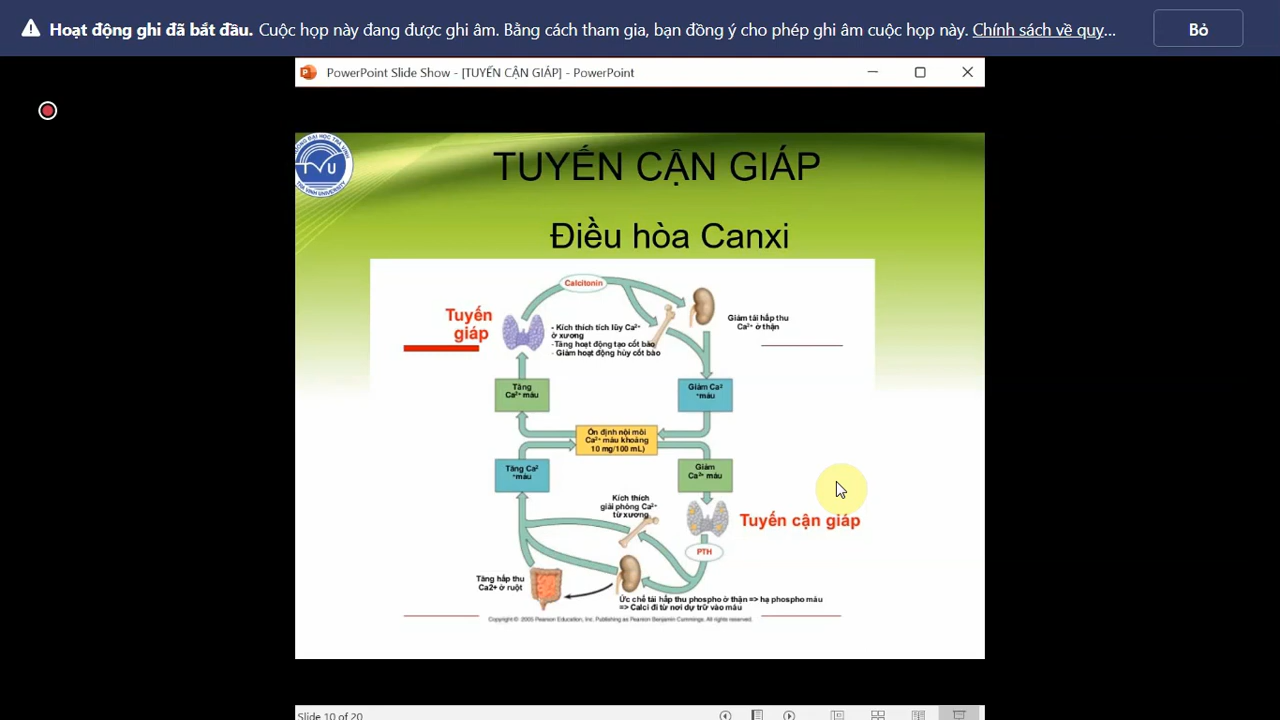 Hoạt động ghi đã bắt đầu. Cuộc họp này đang được ghi âm. Bằng cách tham gia, bạn đồng ý cho phép ghi âm cuộc họp này. Chính sách về quy...
Bỏ
PowerPoint Slide Show - [TUYẾN CẬN GIÁP] - PowerPoint
TVU
TRA VINH UNIVERSITY
TUYẾN CẬN GIÁP
Điều hòa Canxi
Calcitonin
Tuyến
giáp
- Kích thích tích lũy Ca²⁺
ở xương
-Tăng hoạt động tạo cốt bào
- Giảm hoạt động hủy cốt bào
Giảm tái hấp thu
Ca²⁺ ở thận
Tăng
Ca²⁺ máu
Giảm Ca²
⁺máu
Ổn định nội môi
Ca²⁺ máu khoảng
10 mg/100 mL)
Tăng Ca²
⁺máu
Giảm
Ca²⁺ máu
Kích thích
giải phóng Ca²⁺
từ xương
Tuyến cận giáp
PTH
Tăng hấp thu
Ca2+ ở ruột
Ức chế tái hấp thu phospho ở thận => hạ phospho máu
=> Calci đi từ nơi dự trữ vào máu
Copyright © 2005 Pearson Education, Inc. Publishing as Pearson Benjamin Cummings. All rights reserved.
Slide 10 of 20